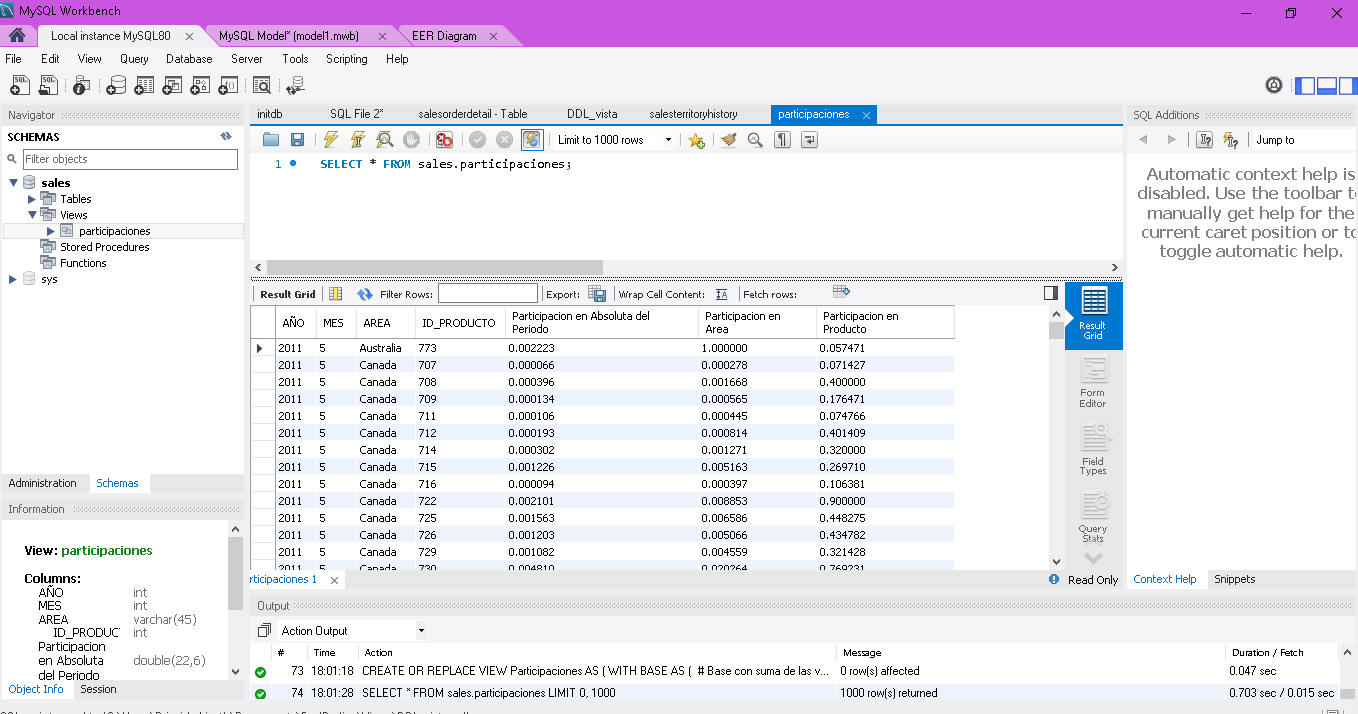 MySQL Workbench
Local instance MySQL80
MySQL Model* (model1.mwb)
EER Diagram
File Edit View Query Database Server Tools Scripting Help
Navigator
SCHEMAS
Filter objects
sales
Tables
Views
participaciones
Stored Procedures
Functions
sys
Administration Schemas
Information
View: participaciones
Columns:
AÑO int
MES int
AREA varchar(45)
ID_PRODUC int
Participacion
en Absoluta double(22,6)
del Periodo
Object Info Session
initdb SQL File 2* salesorderdetail - Table DDL_vista salesterritoryhistory participaciones
Limit to 1000 rows
1 SELECT * FROM sales.participaciones;
Result Grid Filter Rows: Export: Wrap Cell Content: Fetch rows:
AÑO MES AREA ID_PRODUCTO Participacion en Absoluta del Periodo Participacion en Area Participacion en Producto
2011 5 Australia 773 0.002223 1.000000 0.057471
2011 5 Canada 707 0.000066 0.000278 0.071427
2011 5 Canada 708 0.000396 0.001668 0.400000
2011 5 Canada 709 0.000134 0.000565 0.176471
2011 5 Canada 711 0.000106 0.000445 0.074766
2011 5 Canada 712 0.000193 0.000814 0.401409
2011 5 Canada 714 0.000302 0.001271 0.320000
2011 5 Canada 715 0.001226 0.005163 0.269710
2011 5 Canada 716 0.000094 0.000397 0.106381
2011 5 Canada 722 0.002101 0.008853 0.900000
2011 5 Canada 725 0.001563 0.006586 0.448275
2011 5 Canada 726 0.001203 0.005066 0.434782
2011 5 Canada 729 0.001082 0.004559 0.321428
2011 5 Canada 730 0.004810 0.020264 0.769231
Result Grid
Form Editor
Field Types
Query Stats
rticipaciones 1
Read Only
SQL Additions
Jump to
Automatic context help is
disabled. Use the toolbar t
manually get help for the
current caret position or to
toggle automatic help.
Context Help Snippets
Output
Action Output
# Time Action Message Duration / Fetch
73 18:01:18 CREATE OR REPLACE VIEW Participaciones AS ( WITH BASE AS ( # Base con suma de las v... 0 row(s) affected 0.047 sec
74 18:01:28 SELECT * FROM sales.participaciones LIMIT 0, 1000 1000 row(s) returned 0.703 sec / 0.015 sec